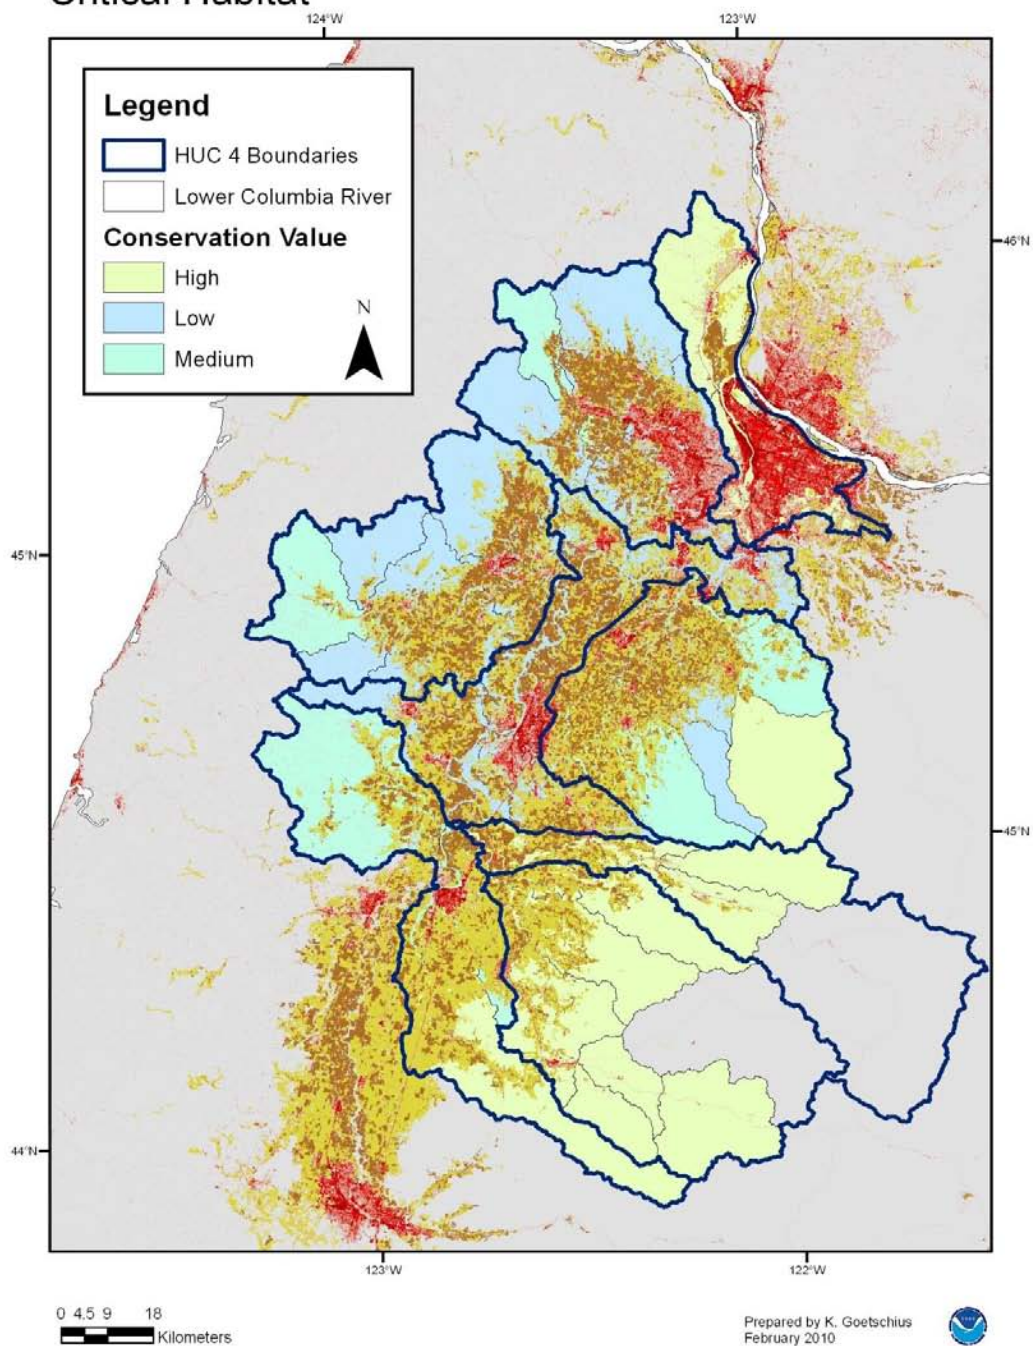 Critical Habitat
124°W
123°W
Legend
HUC 4 Boundaries
Lower Columbia River
Conservation Value
High
N
Low
Medium
46°N
45°N
45°N
44°N
123°W
122°W
0 4.5 9 18
Kilometers
Prepared by K. Goetschius
February 2010